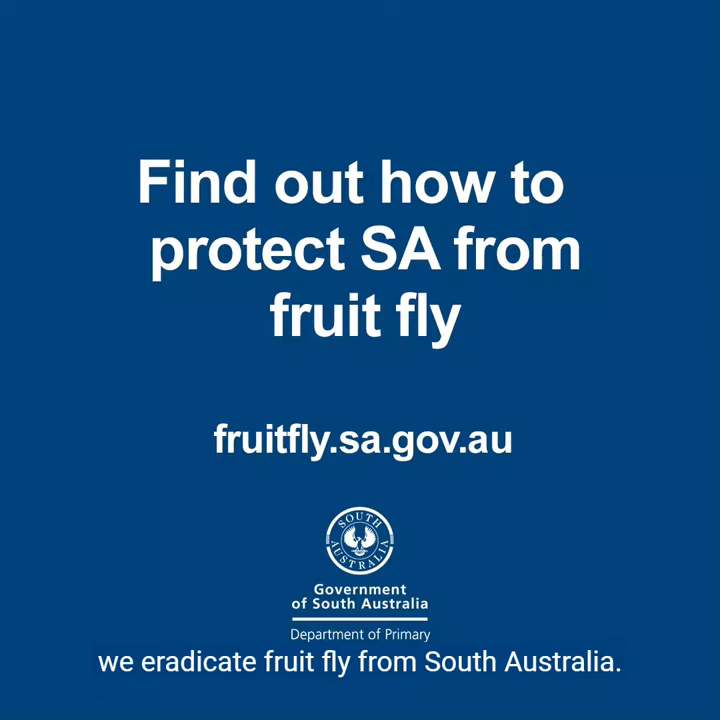 Find out how to
protect SA from
fruit fly
fruitfly.sa.gov.au
SOUTH
AUSTRALIA
Government
of South Australia
Department of Primary
we eradicate fruit fly from South Australia.